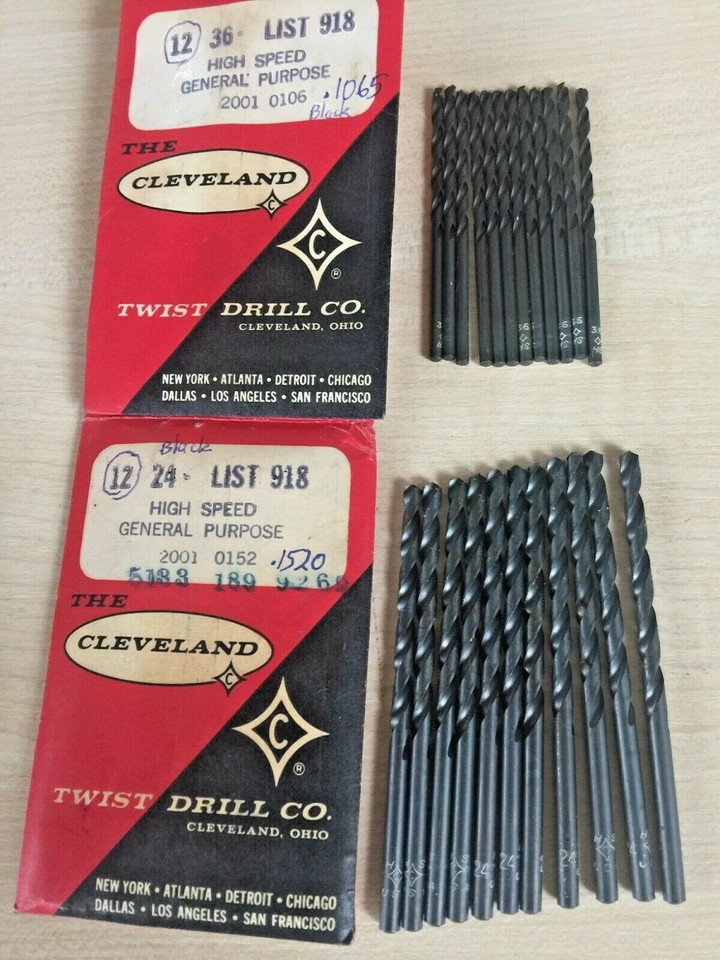 12 36 LIST 918
HIGH SPEED
GENERAL PURPOSE
2001 0106 .1065
Black
THE
CLEVELAND
C
C
®
TWIST DRILL CO.
CLEVELAND, OHIO
NEW YORK • ATLANTA • DETROIT • CHICAGO
DALLAS • LOS ANGELES • SAN FRANCISCO
Black
12 24 LIST 918
HIGH SPEED
GENERAL PURPOSE
2001 0152 .1520
5183 189
THE
CLEVELAND
C
C
®
TWIST DRILL CO.
CLEVELAND, OHIO
NEW YORK • ATLANTA • DETROIT • CHICAGO
DALLAS • LOS ANGELES • SAN FRANCISCO